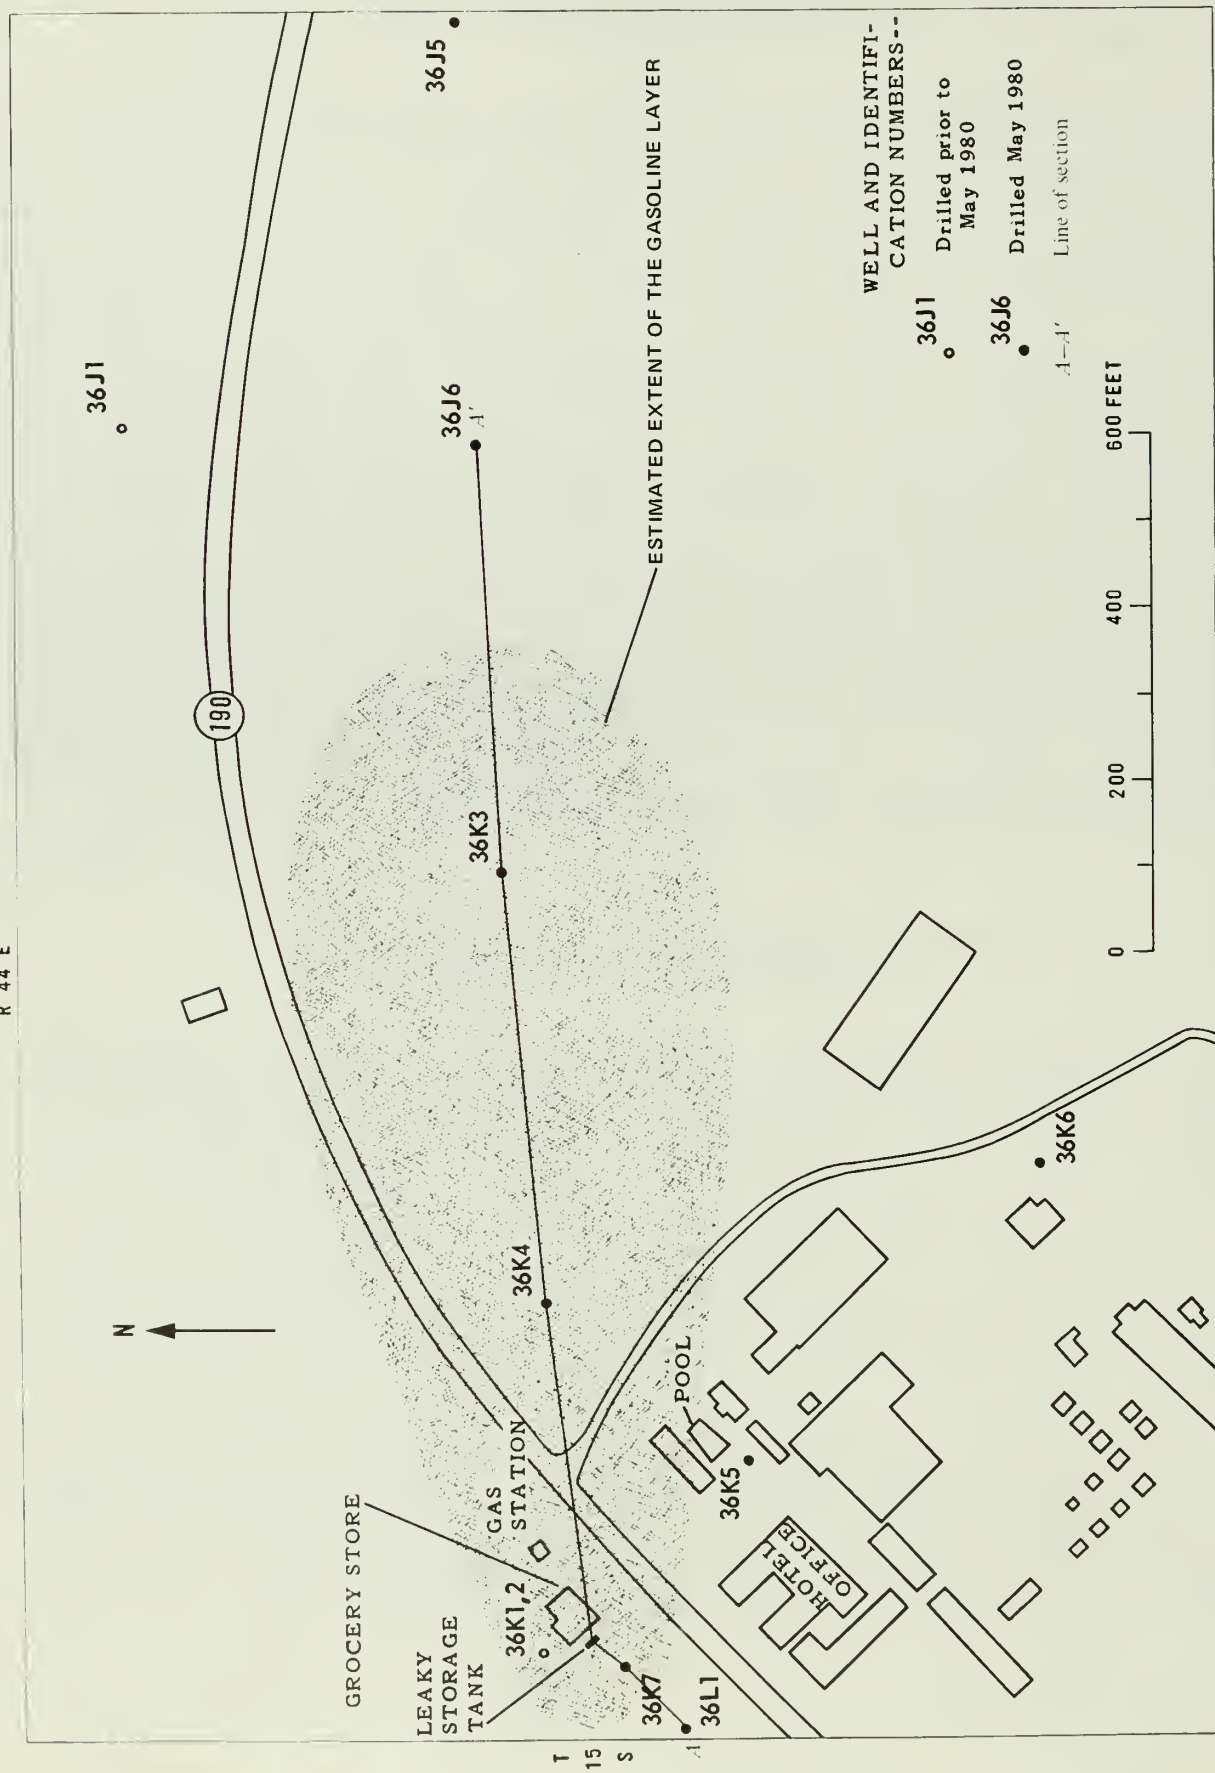 R 44 E
T
15
S
N
36J1
36J5
190
36J6
A'
36K3
36K4
ESTIMATED EXTENT OF THE GASOLINE LAYER
GROCERY STORE
GAS
STATION
LEAKY
STORAGE
TANK
36K1,2
36K7
36L1
A
POOL
36K5
HOTEL
OFFICE
36K6
WELL AND IDENTIFI-
CATION NUMBERS--
36J1
Drilled prior to
May 1980
36J6
Drilled May 1980
A–A'
Line of section
0
200
400
600 FEET